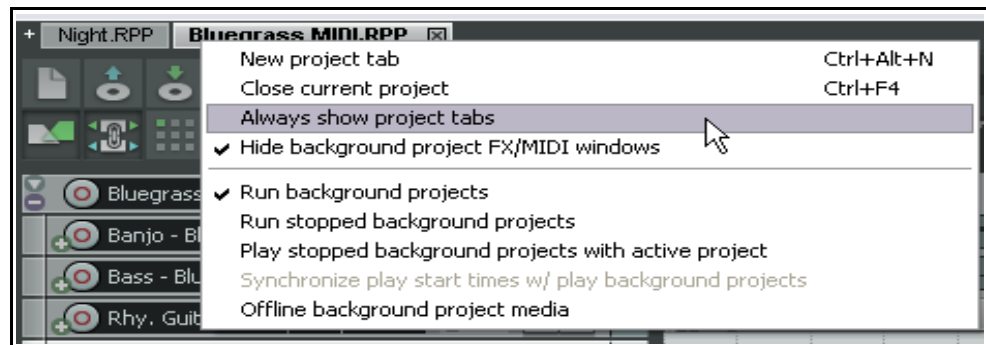 + Night.RPP Bluegrass MIDI.RPP
New project tab Ctrl+Alt+N
Close current project Ctrl+F4
Always show project tabs
Hide background project FX/MIDI windows
Bluegrass
Run background projects
Run stopped background projects
Banjo - Bl
Play stopped background projects with active project
Bass - Blu
Synchronize play start times w/ play background projects
Rhy. Guit
Offline background project media